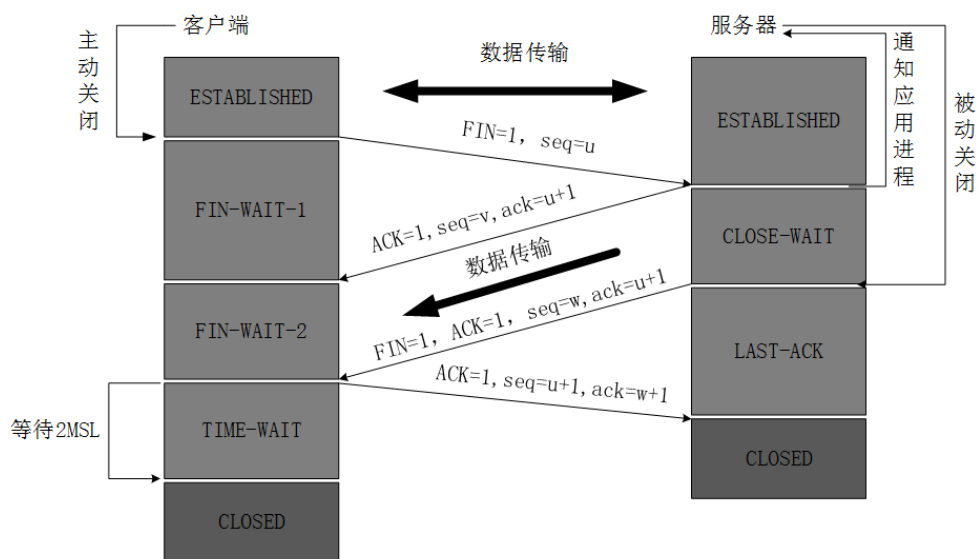 客户端
服务器
主动关闭
数据传输
通知应用进程
被动关闭
ESTABLISHED
ESTABLISHED
FIN=1, seq=u
FIN-WAIT-1
ACK=1,seq=v,ack=u+1
CLOSE-WAIT
数据传输
FIN-WAIT-2
FIN=1, ACK=1, seq=w,ack=u+1
LAST-ACK
ACK=1,seq=u+1,ack=w+1
等待2MSL
TIME-WAIT
CLOSED
CLOSED